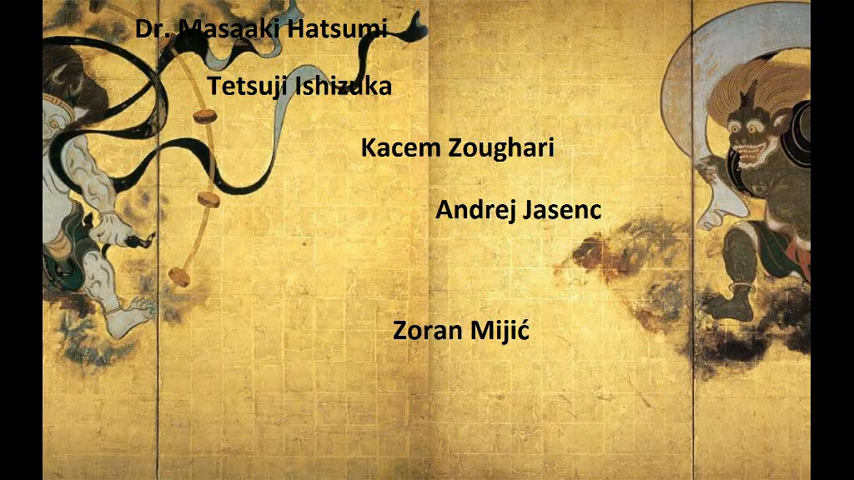 Dr. Masaaki Hatsumi
Tetsuji Ishizuka
Kacem Zoughari
Andrej Jasenc
Zoran Mijić